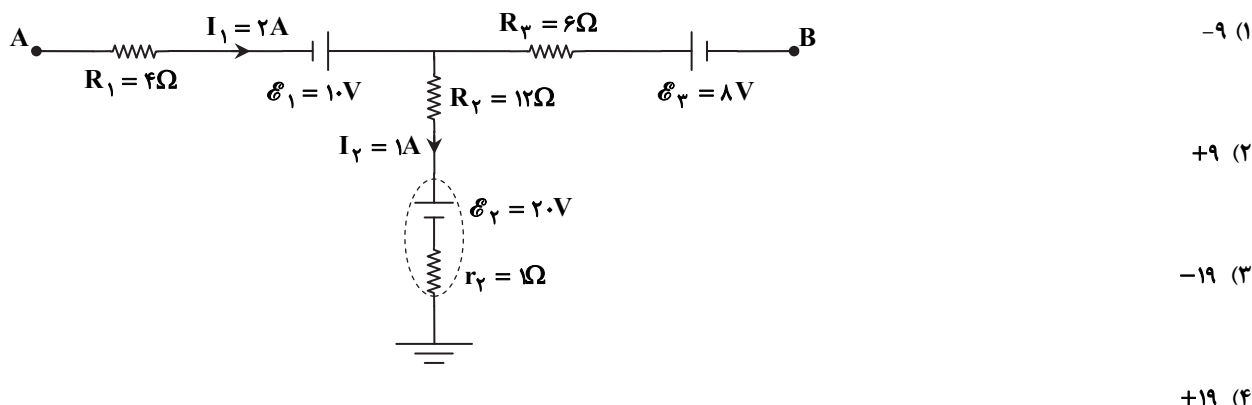 A
I₁ = ۲A
R₁ = ۴Ω
ℰ₁ = ۱۰V
R₃ = ۶Ω
ℰ₃ = ۸V
B
R₂ = ۱۲Ω
I₂ = ۱A
ℰ₂ = ۲۰V
r₂ = ۱Ω
۱) −۹
۲) +۹
۳) −۱۹
۴) +۱۹